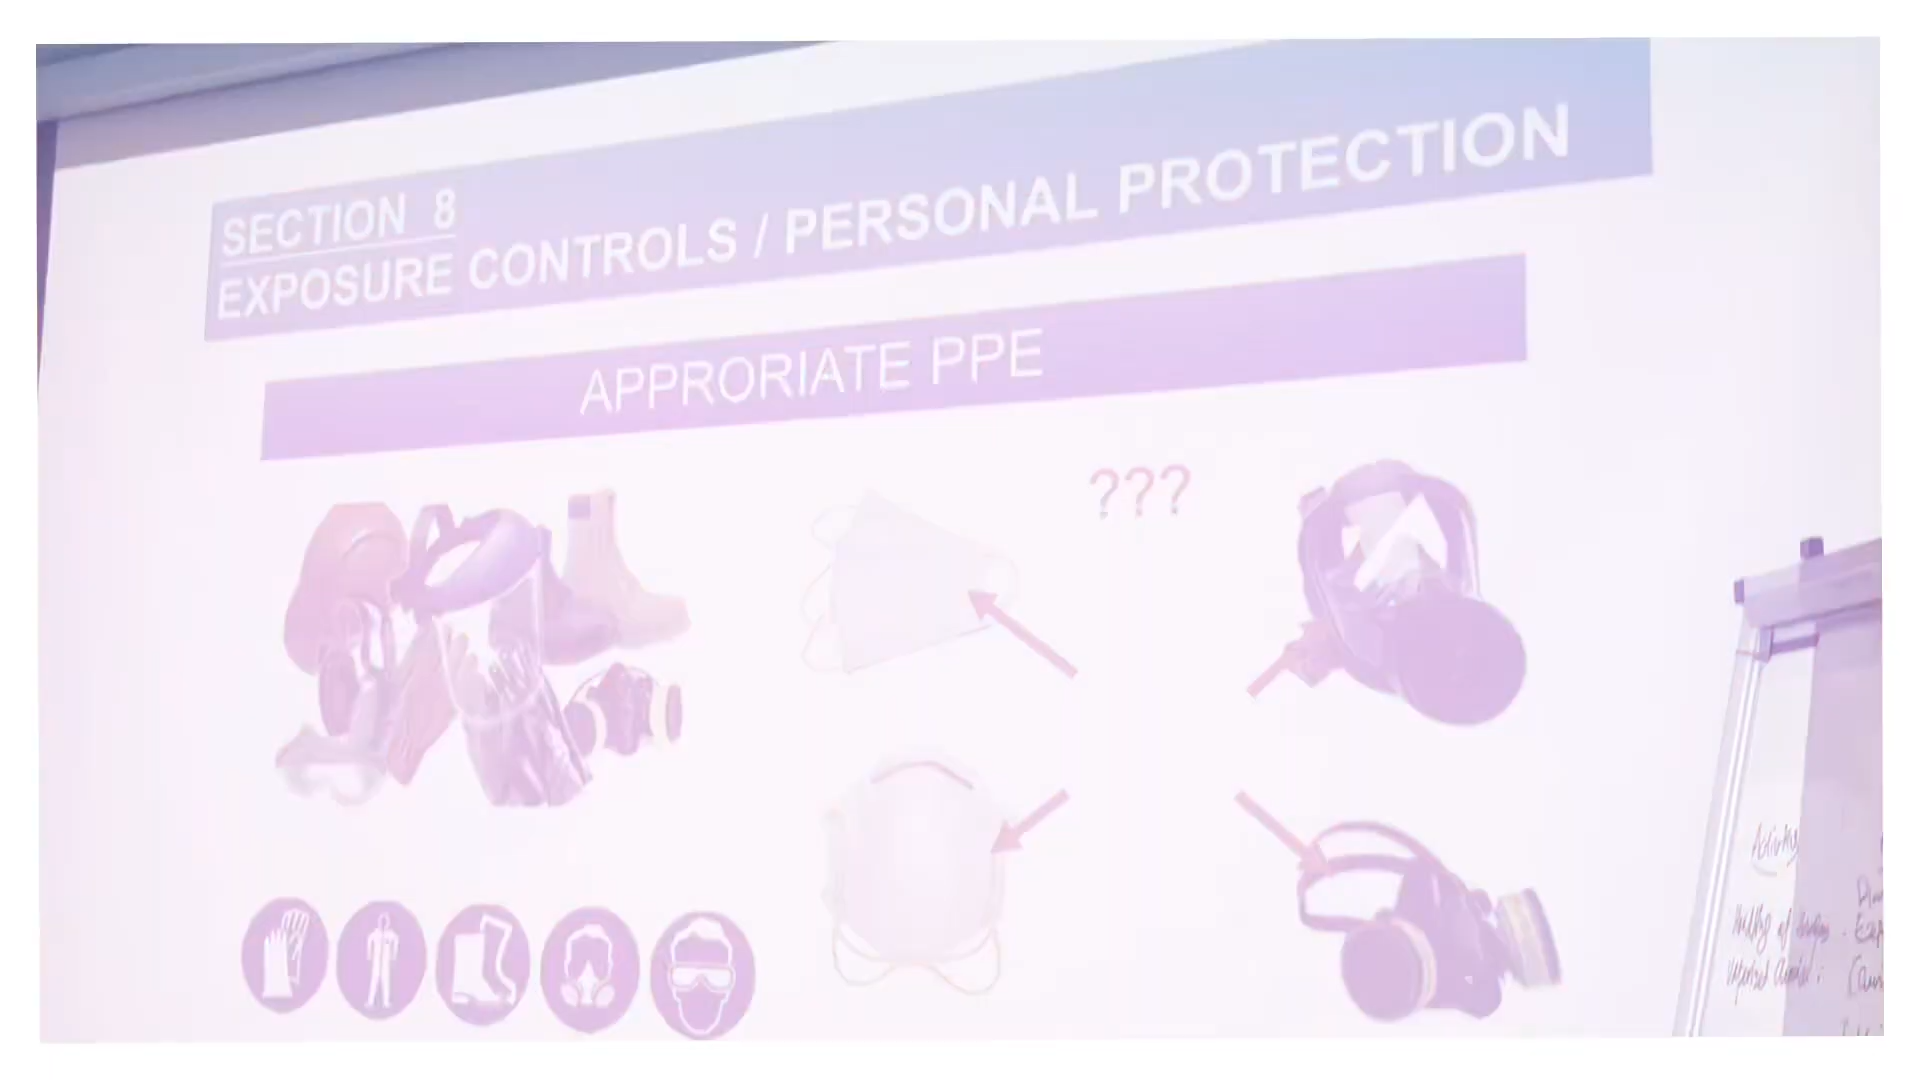 SECTION 8
EXPOSURE CONTROLS / PERSONAL PROTECTION
APPRORIATE PPE
???